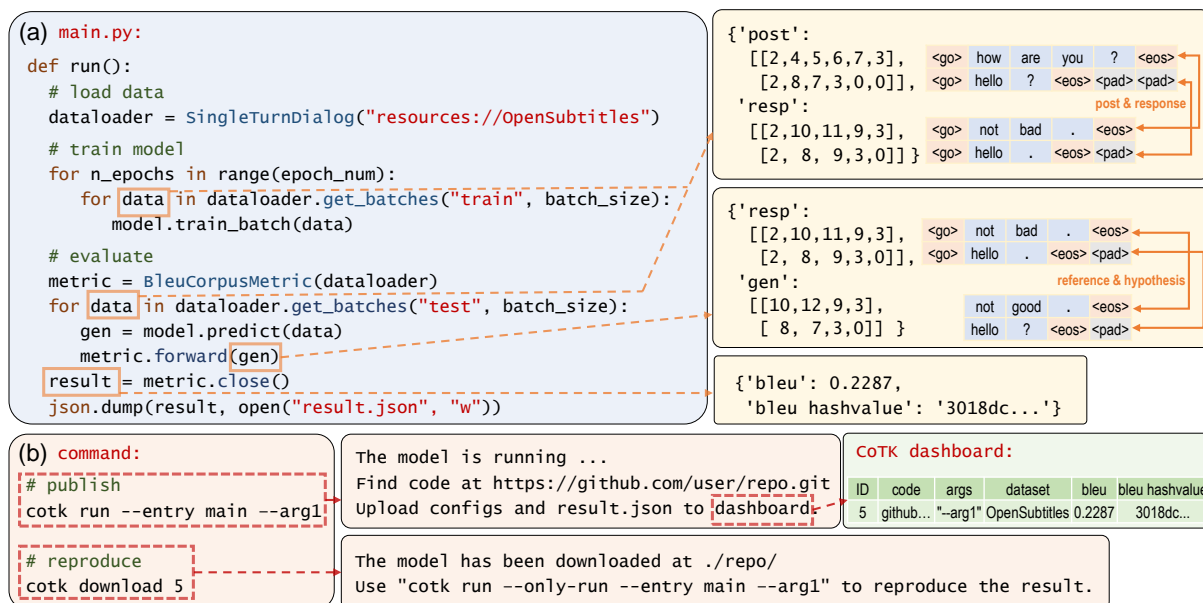 (a) main.py:
def run():
# load data
dataloader = SingleTurnDialog("resources://OpenSubtitles")
# train model
for n_epochs in range(epoch_num):
for data in dataloader.get_batches("train", batch_size):
model.train_batch(data)
# evaluate
metric = BleuCorpusMetric(dataloader)
for data in dataloader.get_batches("test", batch_size):
gen = model.predict(data)
metric.forward(gen)
result = metric.close()
json.dump(result, open("result.json", "w"))
{'post':
[[2,4,5,6,7,3], <go> how are you ? <eos>
[2,8,7,3,0,0]], <go> hello ? <eos> <pad> <pad>
post & response
'resp':
[[2,10,11,9,3], <go> not bad . <eos>
[2, 8, 9,3,0]] } <go> hello . <eos> <pad>
{'resp':
[[2,10,11,9,3], <go> not bad . <eos>
[2, 8, 9,3,0]], <go> hello . <eos> <pad>
reference & hypothesis
'gen':
[[10,12,9,3], not good . <eos>
[ 8, 7,3,0]] } hello ? <eos> <pad>
{'bleu': 0.2287,
'bleu hashvalue': '3018dc...'}
(b) command:
# publish
cotk run --entry main --arg1
# reproduce
cotk download 5
The model is running ...
Find code at https://github.com/user/repo.git
Upload configs and result.json to dashboard.
CoTK dashboard:
ID code args dataset bleu bleu hashvalue
5 github... "--arg1" OpenSubtitles 0.2287 3018dc...
The model has been downloaded at ./repo/
Use "cotk run --only-run --entry main --arg1" to reproduce the result.